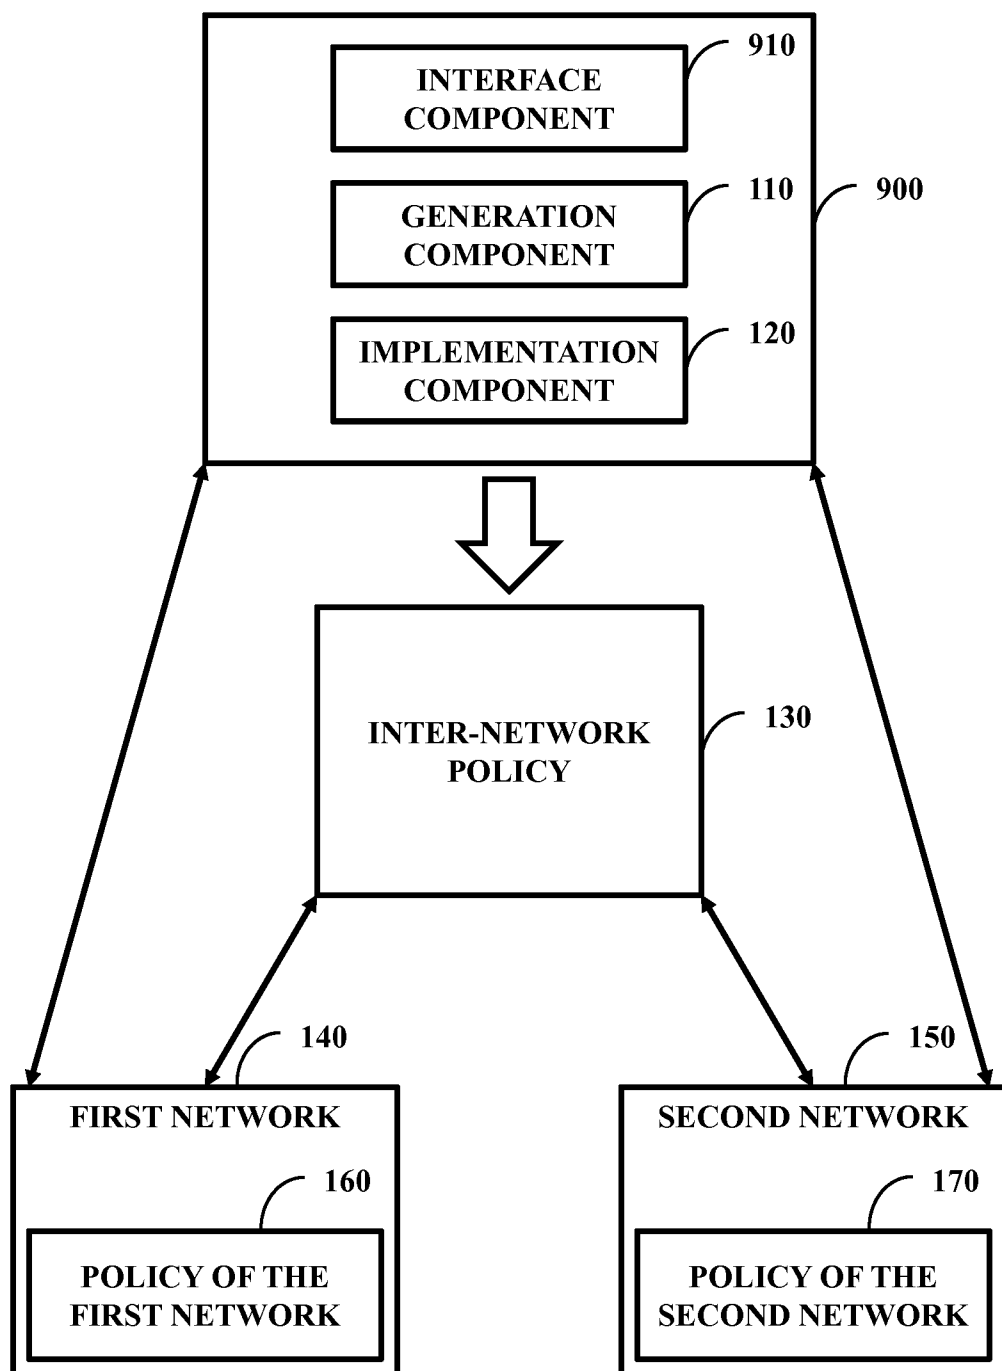 910
INTERFACE
COMPONENT
110
900
GENERATION
COMPONENT
120
IMPLEMENTATION
COMPONENT
130
INTER-NETWORK
POLICY
140
150
FIRST NETWORK
SECOND NETWORK
160
170
POLICY OF THE
FIRST NETWORK
POLICY OF THE
SECOND NETWORK